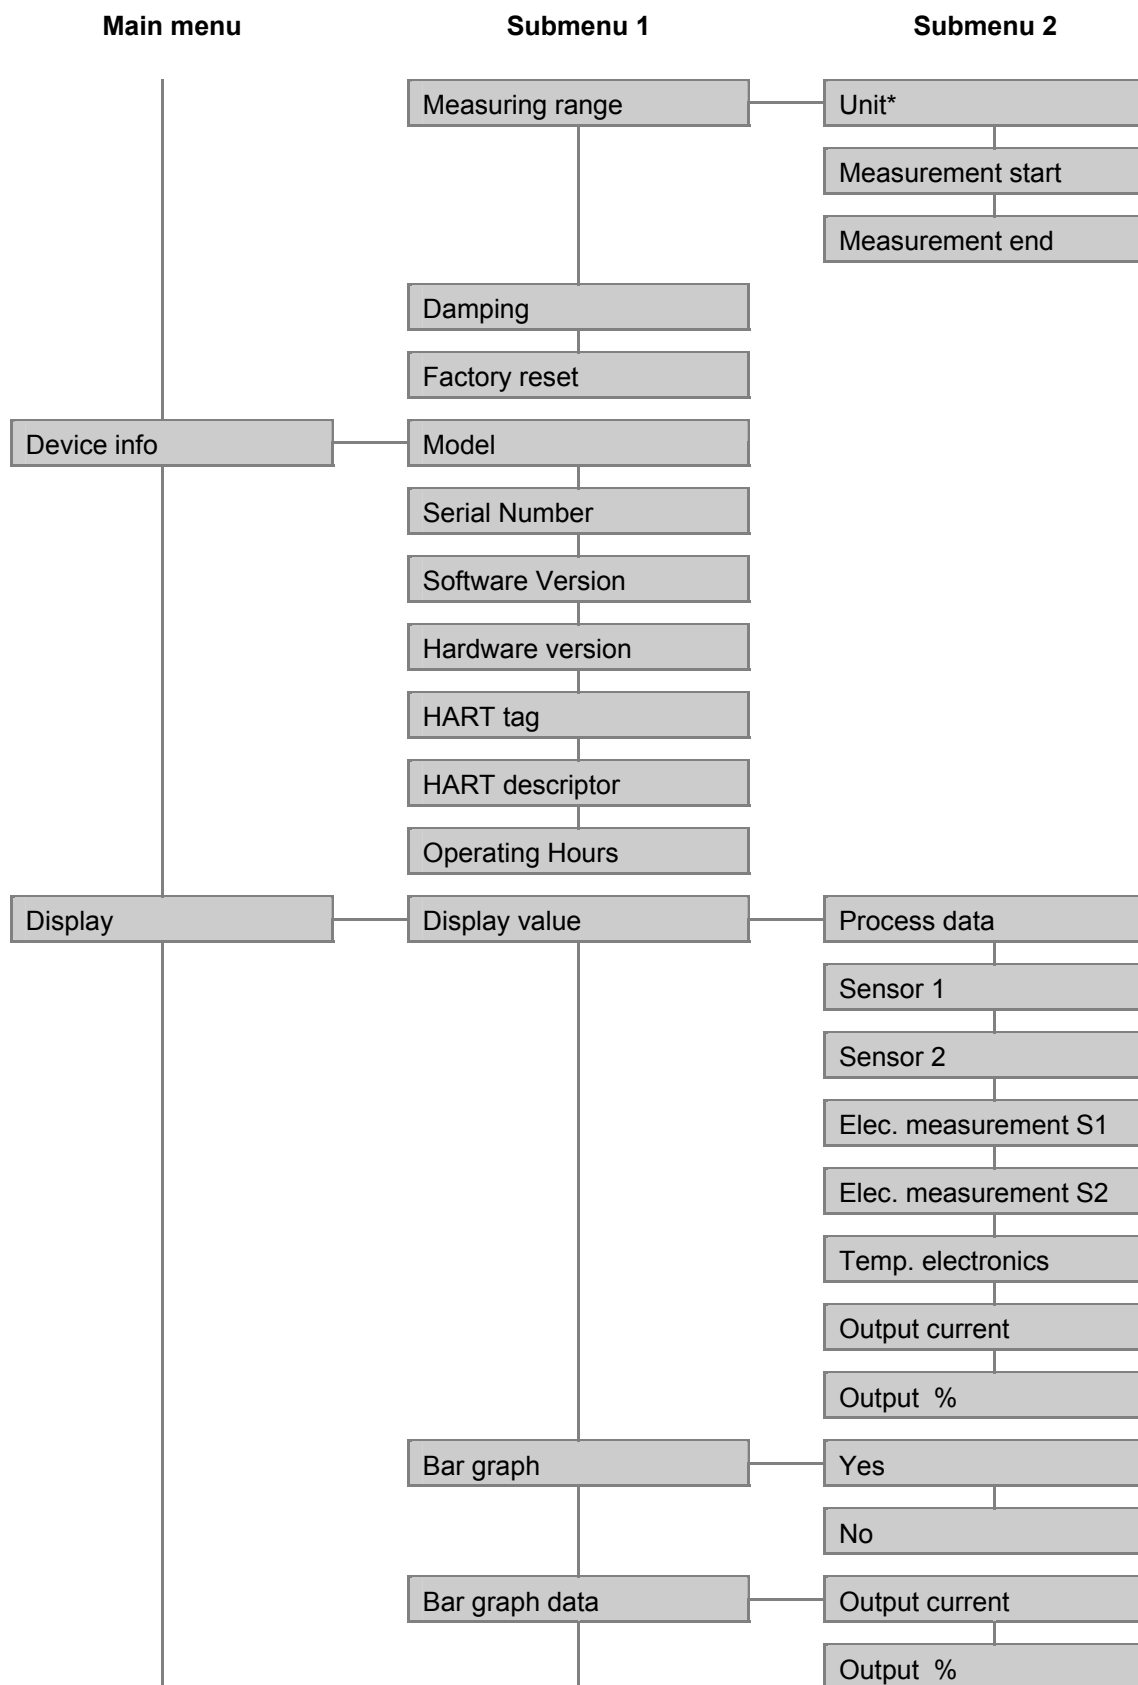 Main menu Submenu 1 Submenu 2
Measuring range Unit*
Measurement start
Measurement end
Damping
Factory reset
Device info Model
Serial Number
Software Version
Hardware version
HART tag
HART descriptor
Operating Hours
Display Display value Process data
Sensor 1
Sensor 2
Elec. measurement S1
Elec. measurement S2
Temp. electronics
Output current
Output %
Bar graph Yes
No
Bar graph data Output current
Output %